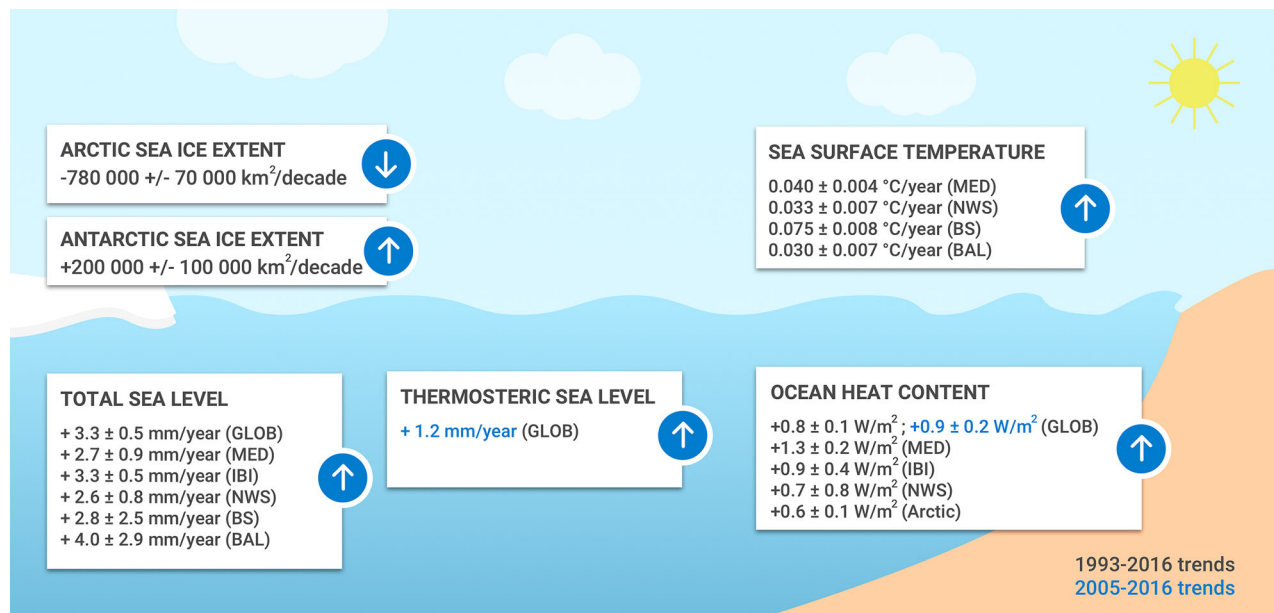 ARCTIC SEA ICE EXTENT
-780 000 +/- 70 000 km²/decade
ANTARCTIC SEA ICE EXTENT
+200 000 +/- 100 000 km²/decade
SEA SURFACE TEMPERATURE
0.040 ± 0.004 °C/year (MED)
0.033 ± 0.007 °C/year (NWS)
0.075 ± 0.008 °C/year (BS)
0.030 ± 0.007 °C/year (BAL)
TOTAL SEA LEVEL
+ 3.3 ± 0.5 mm/year (GLOB)
+ 2.7 ± 0.9 mm/year (MED)
+ 3.3 ± 0.5 mm/year (IBI)
+ 2.6 ± 0.8 mm/year (NWS)
+ 2.8 ± 2.5 mm/year (BS)
+ 4.0 ± 2.9 mm/year (BAL)
THERMOSTERIC SEA LEVEL
+ 1.2 mm/year (GLOB)
OCEAN HEAT CONTENT
+0.8 ± 0.1 W/m² ; +0.9 ± 0.2 W/m² (GLOB)
+1.3 ± 0.2 W/m² (MED)
+0.9 ± 0.4 W/m² (IBI)
+0.7 ± 0.8 W/m² (NWS)
+0.6 ± 0.1 W/m² (Arctic)
1993-2016 trends
2005-2016 trends